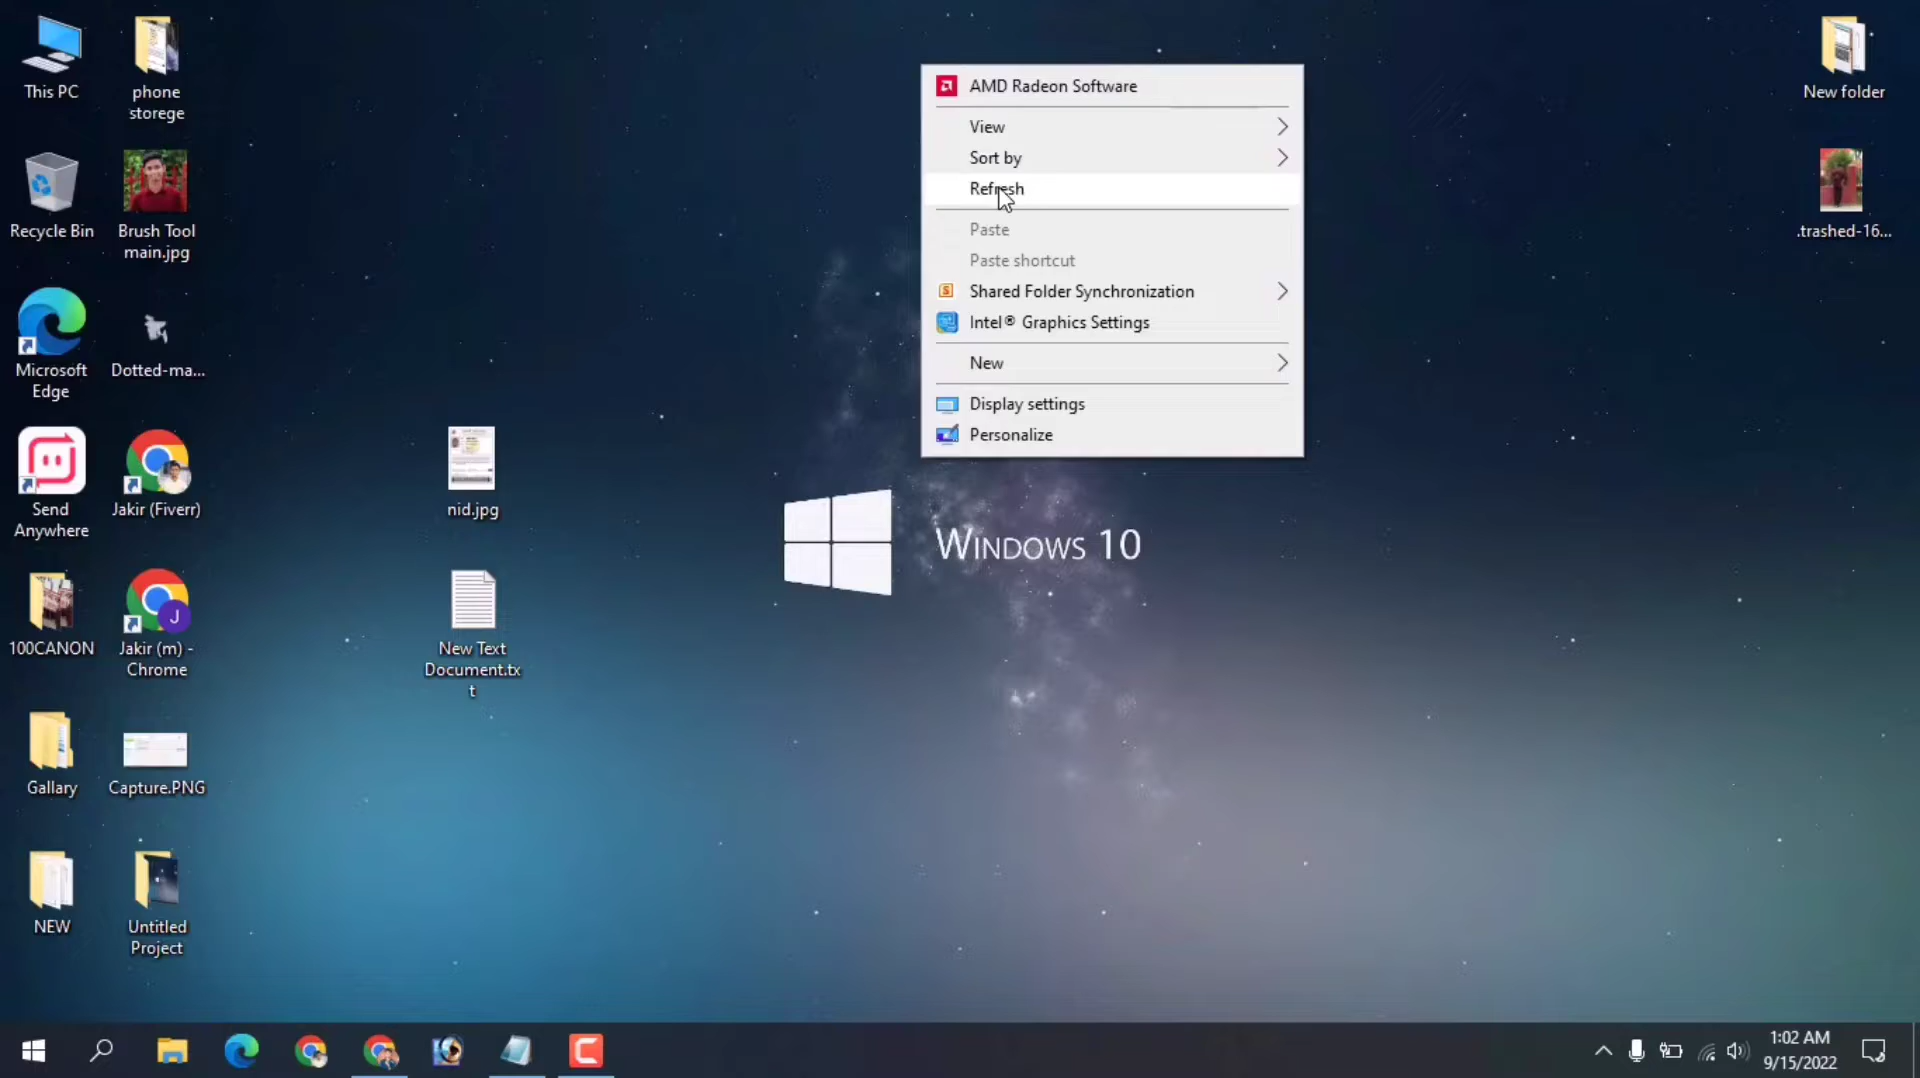 This PC
phone
storege
Recycle Bin
Brush Tool
main.jpg
Microsoft
Edge
Dotted-ma...
Send
Anywhere
Jakir (Fiverr)
100CANON
Jakir (m) -
Chrome
Gallary
Capture.PNG
NEW
Untitled
Project
nid.jpg
New Text
Document.tx
t
AMD Radeon Software
View
Sort by
Refresh
Paste
Paste shortcut
Shared Folder Synchronization
Intel® Graphics Settings
New
Display settings
Personalize
WINDOWS 10
New folder
.trashed-16...
1:02 AM
9/15/2022